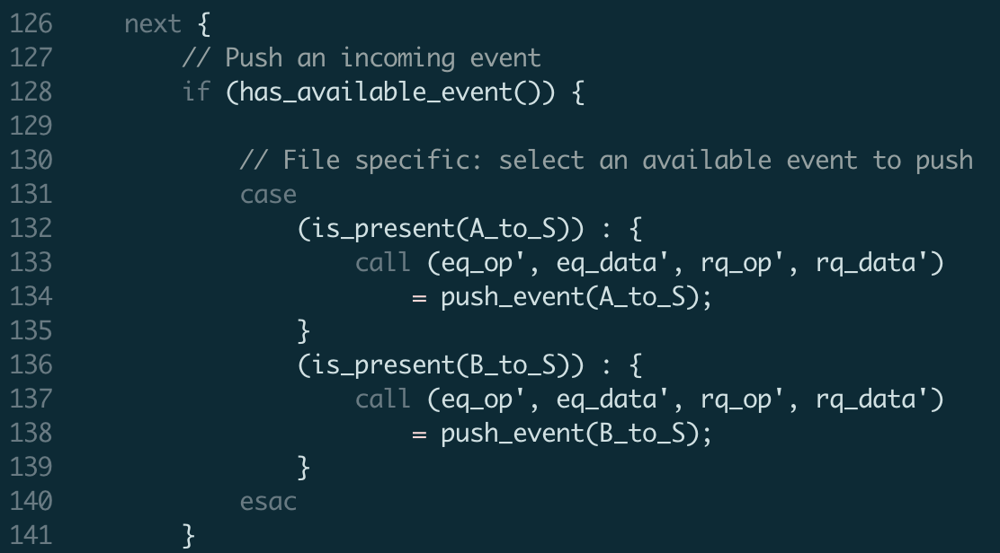 126     next {
127         // Push an incoming event
128         if (has_available_event()) {
129
130             // File specific: select an available event to push
131             case
132                 (is_present(A_to_S)) : {
133                     call (eq_op', eq_data', rq_op', rq_data')
134                         = push_event(A_to_S);
135                 }
136                 (is_present(B_to_S)) : {
137                     call (eq_op', eq_data', rq_op', rq_data')
138                         = push_event(B_to_S);
139                 }
140             esac
141         }